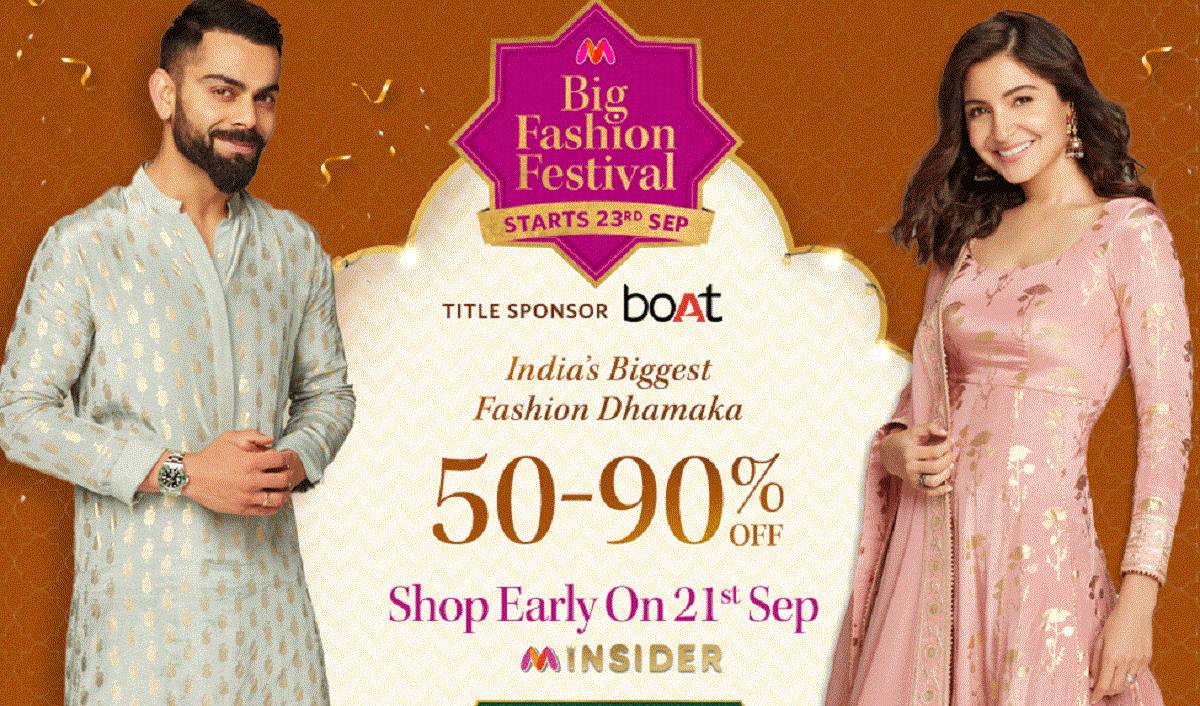 Big
Fashion
Festival
STARTS 23RD SEP
TITLE SPONSOR boAt
India's Biggest
Fashion Dhamaka
50-90% OFF
Shop Early On 21st Sep
INSIDER